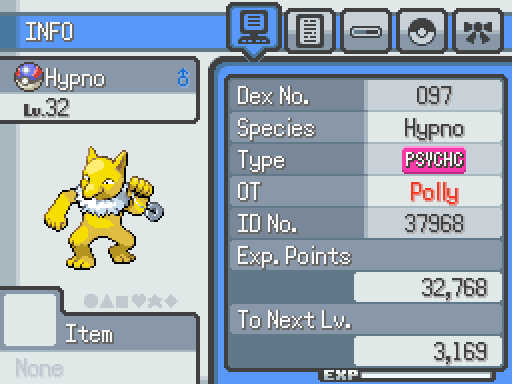 INFO
Hypno ♂
Lv.32
Dex No. 097
Species Hypno
Type PSYCHC
OT Polly
ID No. 37968
Exp. Points
32,768
To Next Lv.
3,169
EXP
Item
None